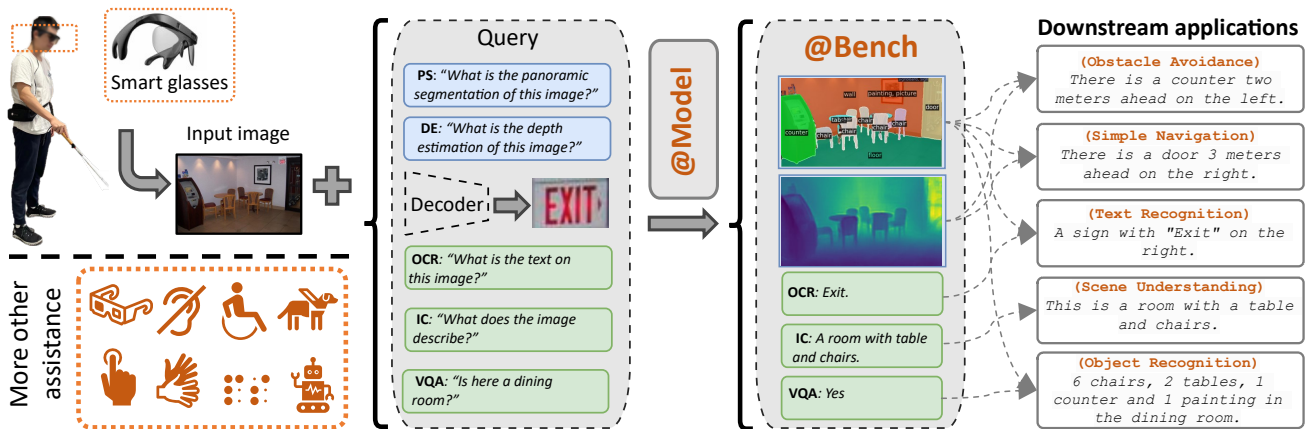 Smart glasses
Input image
More other
assistance
Query
PS: “What is the panoramic
segmentation of this image?”
DE: “What is the depth
estimation of this image?”
Decoder
EXIT
OCR: “What is the text on
this image?”
IC: “What does the image
describe?”
VQA: “Is here a dining
room?”
@Model
@Bench
wall
painting, picture
door
counter
chair
chair
chair
chair
chair
floor
OCR: Exit.
IC: A room with table
and chairs.
VQA: Yes
Downstream applications
(Obstacle Avoidance)
There is a counter two
meters ahead on the left.
(Simple Navigation)
There is a door 3 meters
ahead on the right.
(Text Recognition)
A sign with "Exit" on the
right.
(Scene Understanding)
This is a room with a table
and chairs.
(Object Recognition)
6 chairs, 2 tables, 1
counter and 1 painting in
the dining room.